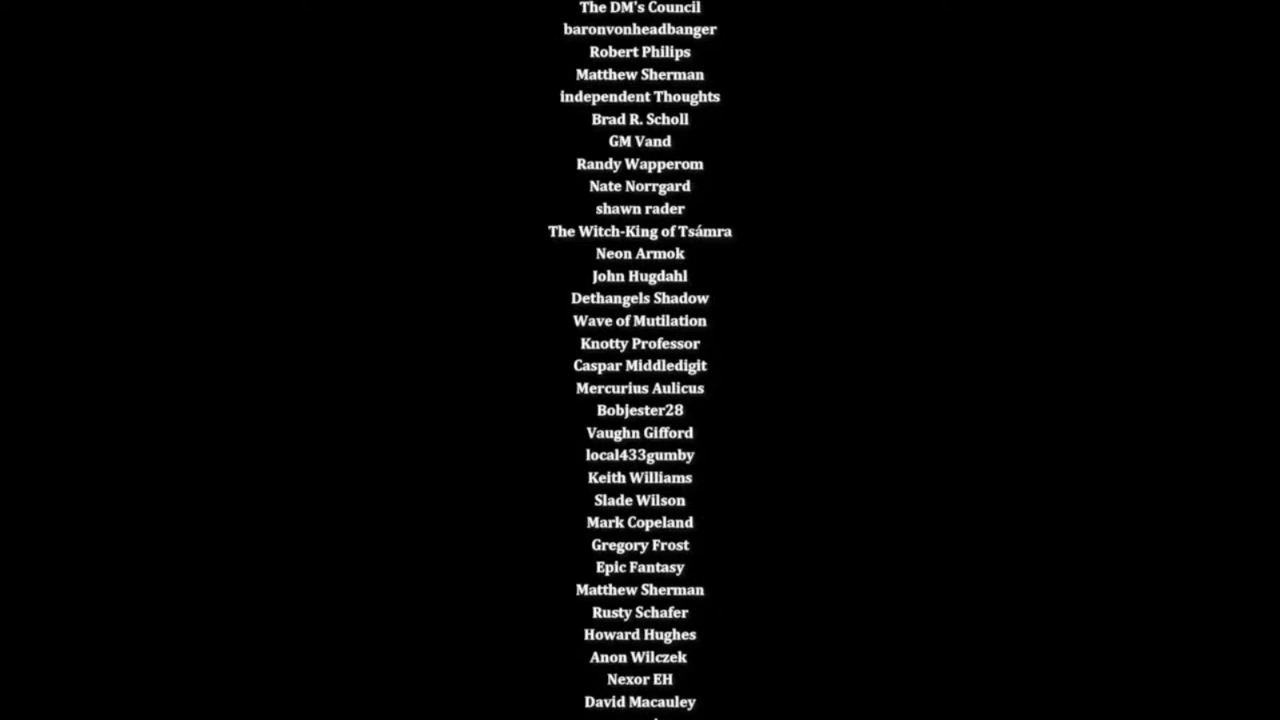 The DM's Council
baronvonheadbanger
Robert Philips
Matthew Sherman
independent Thoughts
Brad R. Scholl
GM Vand
Randy Wapperom
Nate Norrgard
shawn rader
The Witch-King of Tsámra
Neon Armok
John Hugdahl
Dethangels Shadow
Wave of Mutilation
Knotty Professor
Caspar Middledigit
Mercurius Aulicus
Bobjester28
Vaughn Gifford
local433gumby
Keith Williams
Slade Wilson
Mark Copeland
Gregory Frost
Epic Fantasy
Matthew Sherman
Rusty Schafer
Howard Hughes
Anon Wilczek
Nexor EH
David Macauley